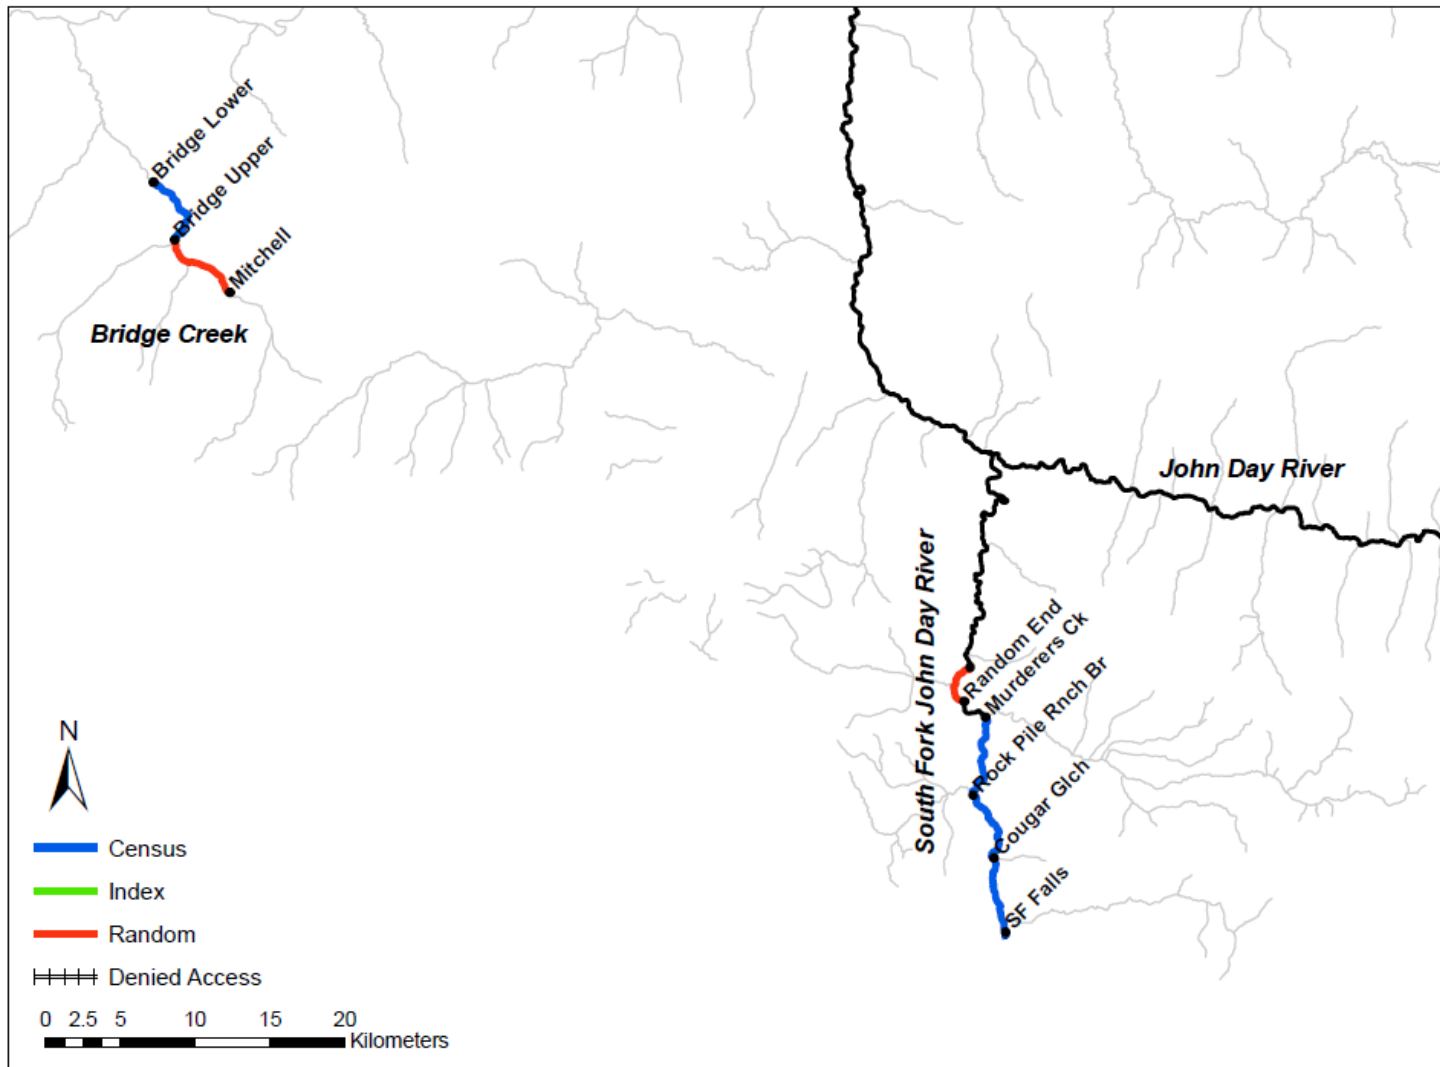 Bridge Lower
Bridge Upper
Mitchell
Bridge Creek
John Day River
South Fork John Day River
Random End
Murderers Ck
Rock Pile Rnch Br
Cougar Glch
SF Falls
N
Census
Index
Random
Denied Access
0 2.5 5 10 15 20
Kilometers